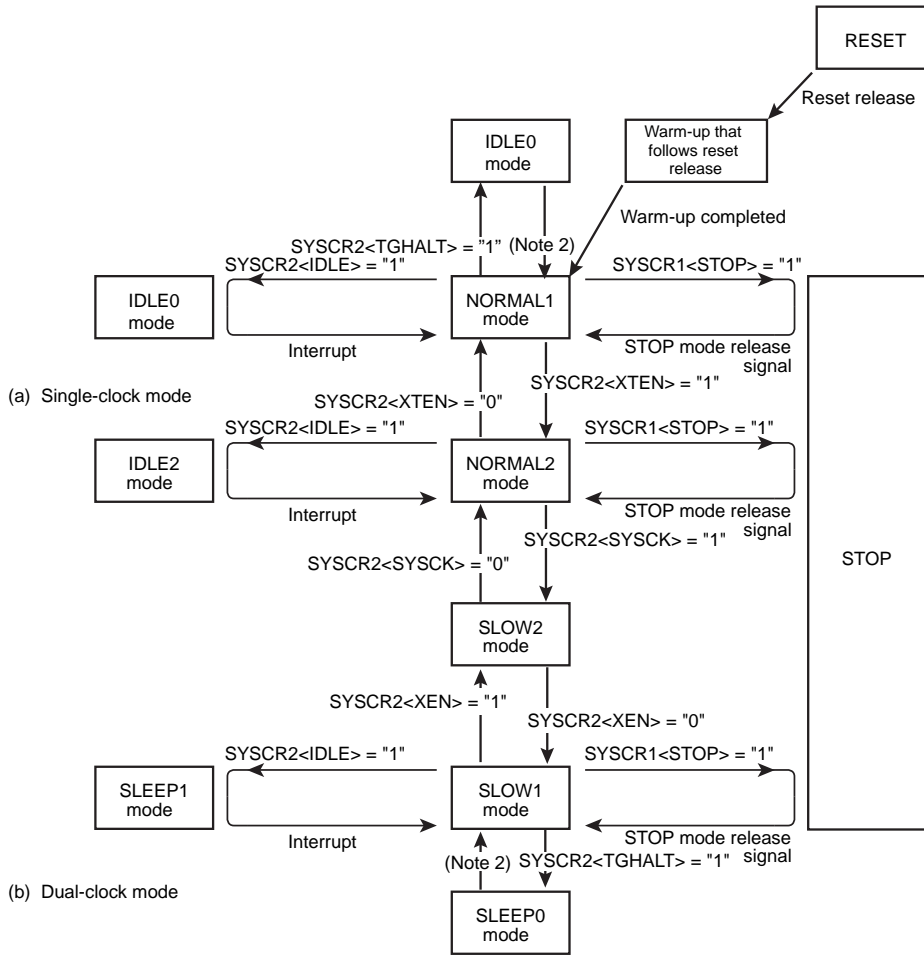 RESET
Reset release
IDLE0
mode
Warm-up that
follows reset
release
Warm-up completed
SYSCR2<TGHALT> = "1"
(Note 2)
SYSCR2<IDLE> = "1"
SYSCR1<STOP> = "1"
IDLE0
mode
NORMAL1
mode
Interrupt
STOP mode release
signal
(a) Single-clock mode
SYSCR2<XTEN> = "0"
SYSCR2<XTEN> = "1"
SYSCR2<IDLE> = "1"
SYSCR1<STOP> = "1"
IDLE2
mode
NORMAL2
mode
Interrupt
STOP mode release
signal
SYSCR2<SYSCK> = "1"
SYSCR2<SYSCK> = "0"
STOP
SLOW2
mode
SYSCR2<XEN> = "1"
SYSCR2<XEN> = "0"
SYSCR2<IDLE> = "1"
SYSCR1<STOP> = "1"
SLEEP1
mode
SLOW1
mode
Interrupt
STOP mode release
signal
(Note 2)
SYSCR2<TGHALT> = "1"
(b) Dual-clock mode
SLEEP0
mode